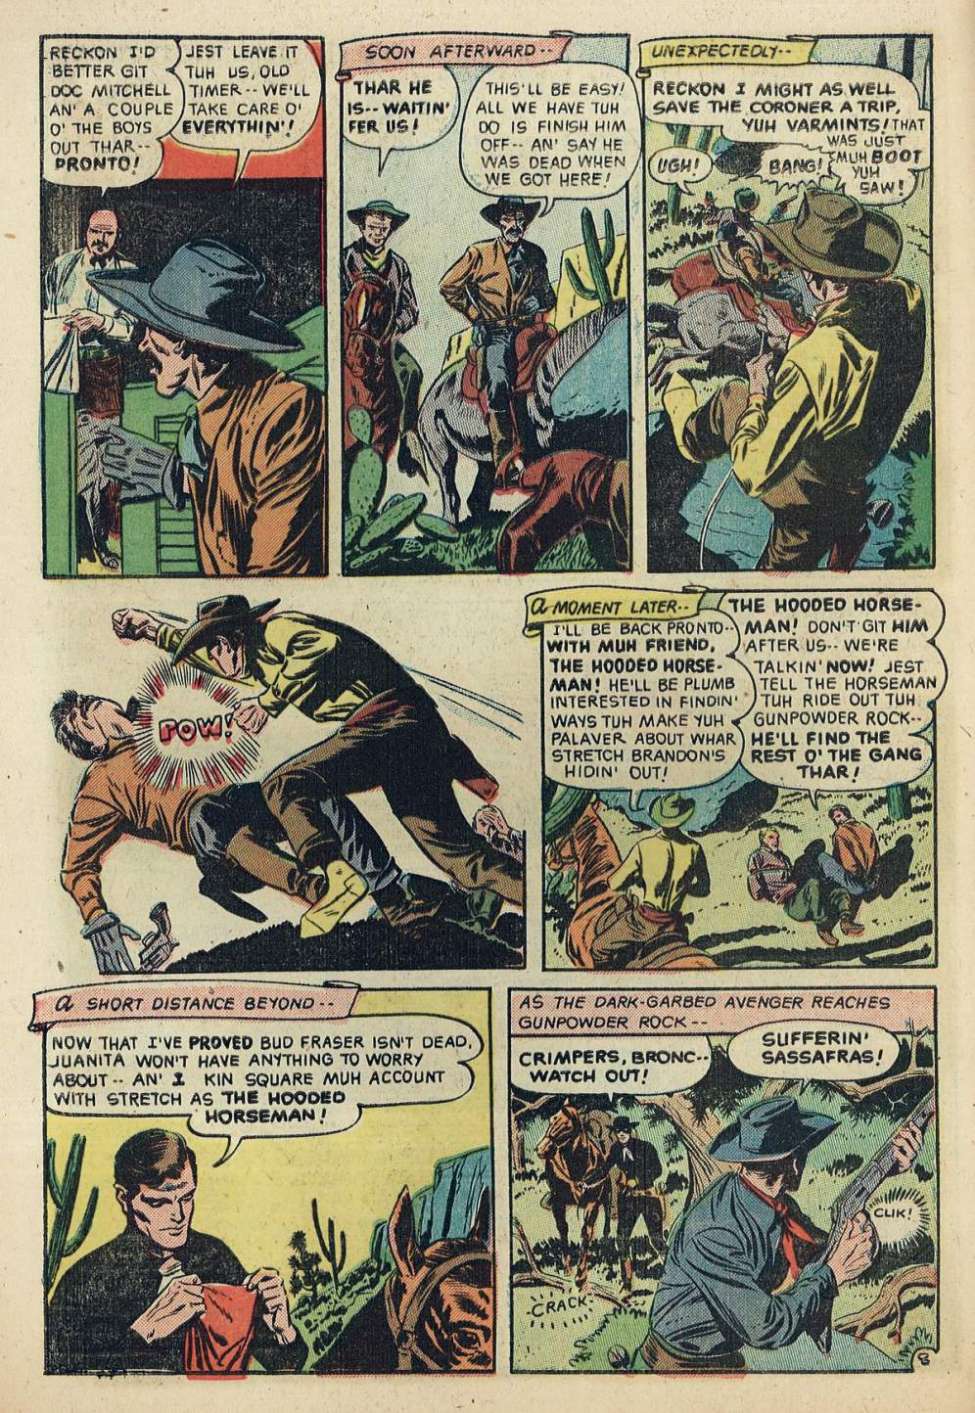 RECKON I'D
BETTER GIT
DOC MITCHELL
AN' A COUPLE
O' THE BOYS
OUT THAR--
PRONTO!
JEST LEAVE IT
TUH US, OLD
TIMER-- WE'LL
TAKE CARE O'
EVERYTHIN'!
SOON AFTERWARD--
THAR HE
IS-- WAITIN'
FER US!
THIS'LL BE EASY!
ALL WE HAVE TUH
DO IS FINISH HIM
OFF-- AN' SAY HE
WAS DEAD WHEN
WE GOT HERE!
UNEXPECTEDLY--
RECKON I MIGHT AS WELL
SAVE THE CORONER A TRIP,
YUH VARMINTS! THAT
WAS JUST
MUH BOOT
YUH
SAW!
UGH!
BANG!
POW!
A MOMENT LATER--
I'LL BE BACK PRONTO--
WITH MUH FRIEND,
THE HOODED HORSE-
MAN! HE'LL BE PLUMB
INTERESTED IN FINDIN'
WAYS TUH MAKE YUH
PALAVER ABOUT WHAR
STRETCH BRANDON'S
HIDIN' OUT!
THE HOODED HORSE-
MAN! DON'T GIT HIM
AFTER US-- WE'RE
TALKIN' NOW! JEST
TELL THE HORSEMAN
TUH RIDE OUT TUH
GUNPOWDER ROCK--
HE'LL FIND THE
REST O' THE GANG
THAR!
A SHORT DISTANCE BEYOND--
NOW THAT I'VE PROVED BUD FRASER ISN'T DEAD,
JUANITA WON'T HAVE ANYTHING TO WORRY
ABOUT-- AN' I KIN SQUARE MUH ACCOUNT
WITH STRETCH AS THE HOODED
HORSEMAN!
AS THE DARK-GARBED AVENGER REACHES
GUNPOWDER ROCK--
CRIMPERS, BRONC--
WATCH OUT!
SUFFERIN'
SASSAFRAS!
CLIK!
CRACK
8